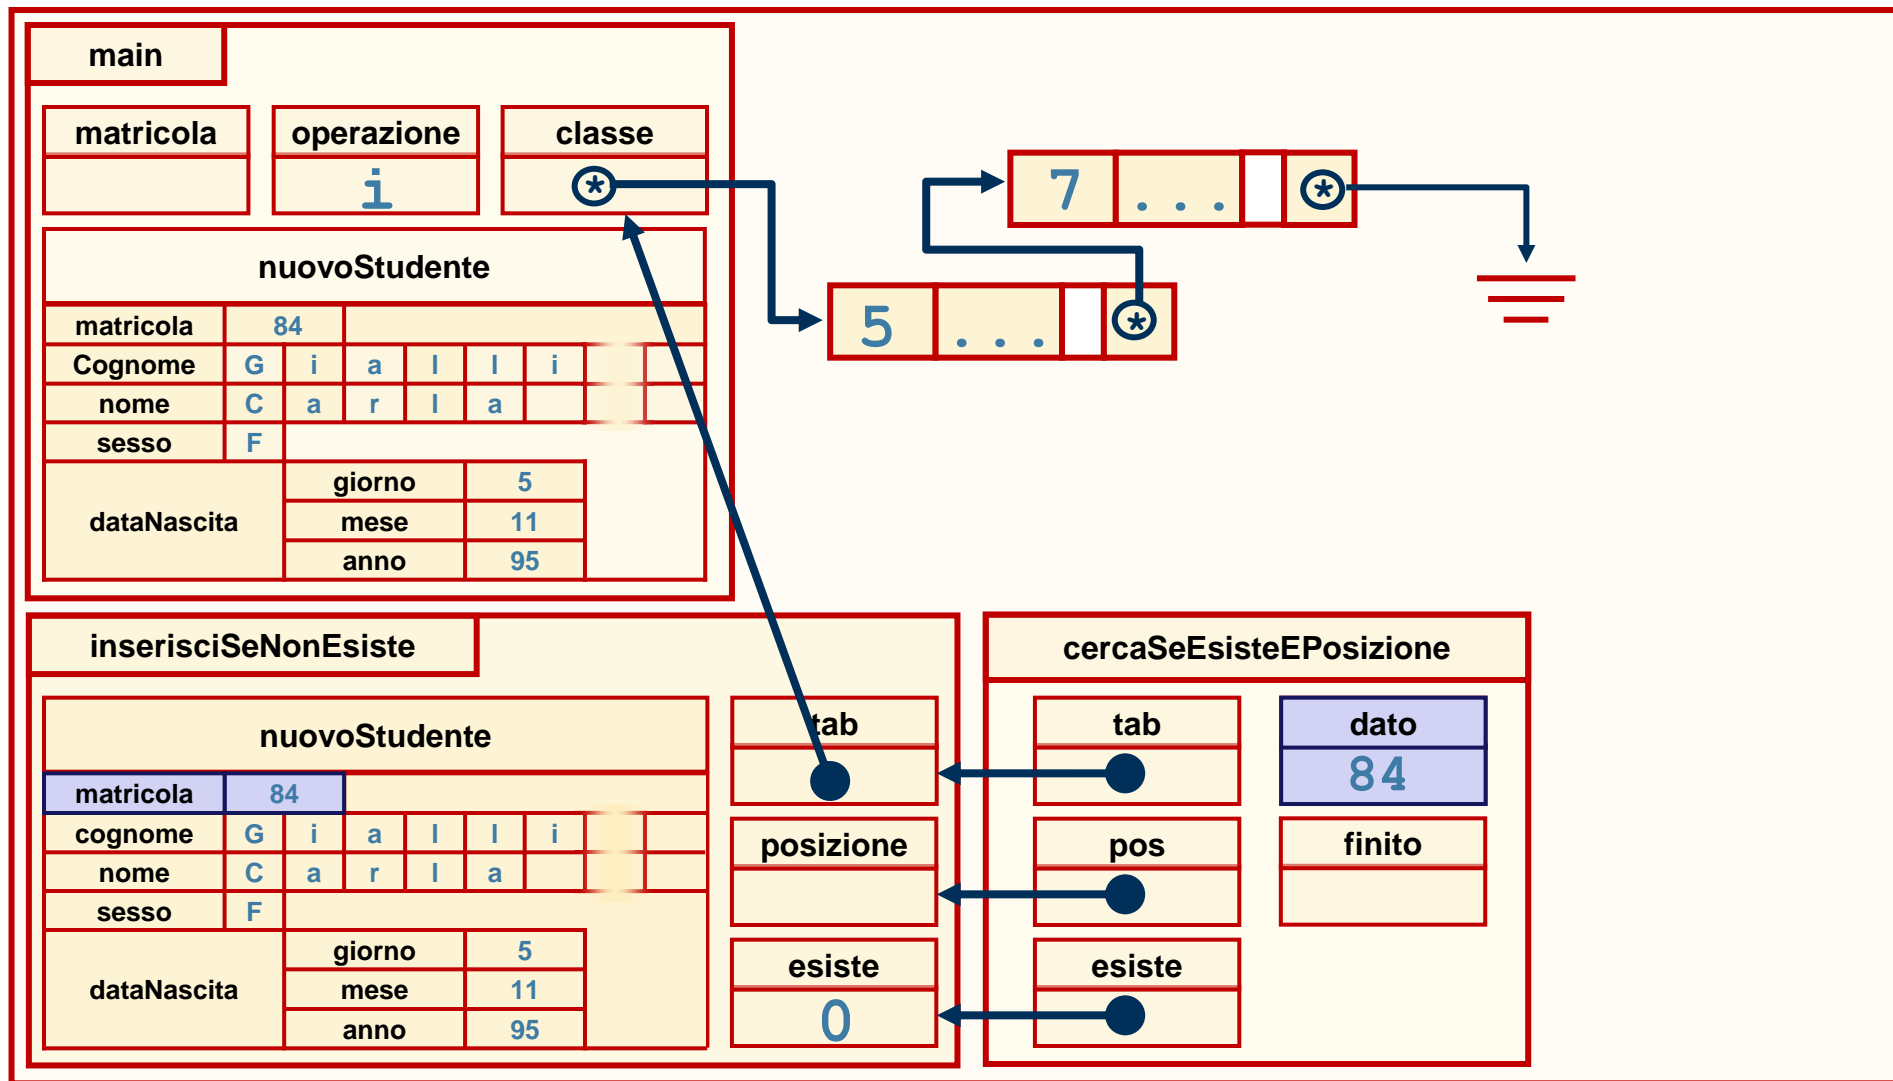 main
matricola operazione classe
i * 
nuovoStudente
matricola 84
Cognome G i a l l i
nome C a r l a
sesso F
dataNascita giorno 5
mese 11
anno 95
7 . . . *
5 . . . *
inserisciSeNonEsiste
nuovoStudente
matricola 84
cognome G i a l l i
nome C a r l a
sesso F
dataNascita giorno 5
mese 11
anno 95
tab
posizione
esiste
0
cercaSeEsisteEPosizione
tab dato
84
pos finito
esiste